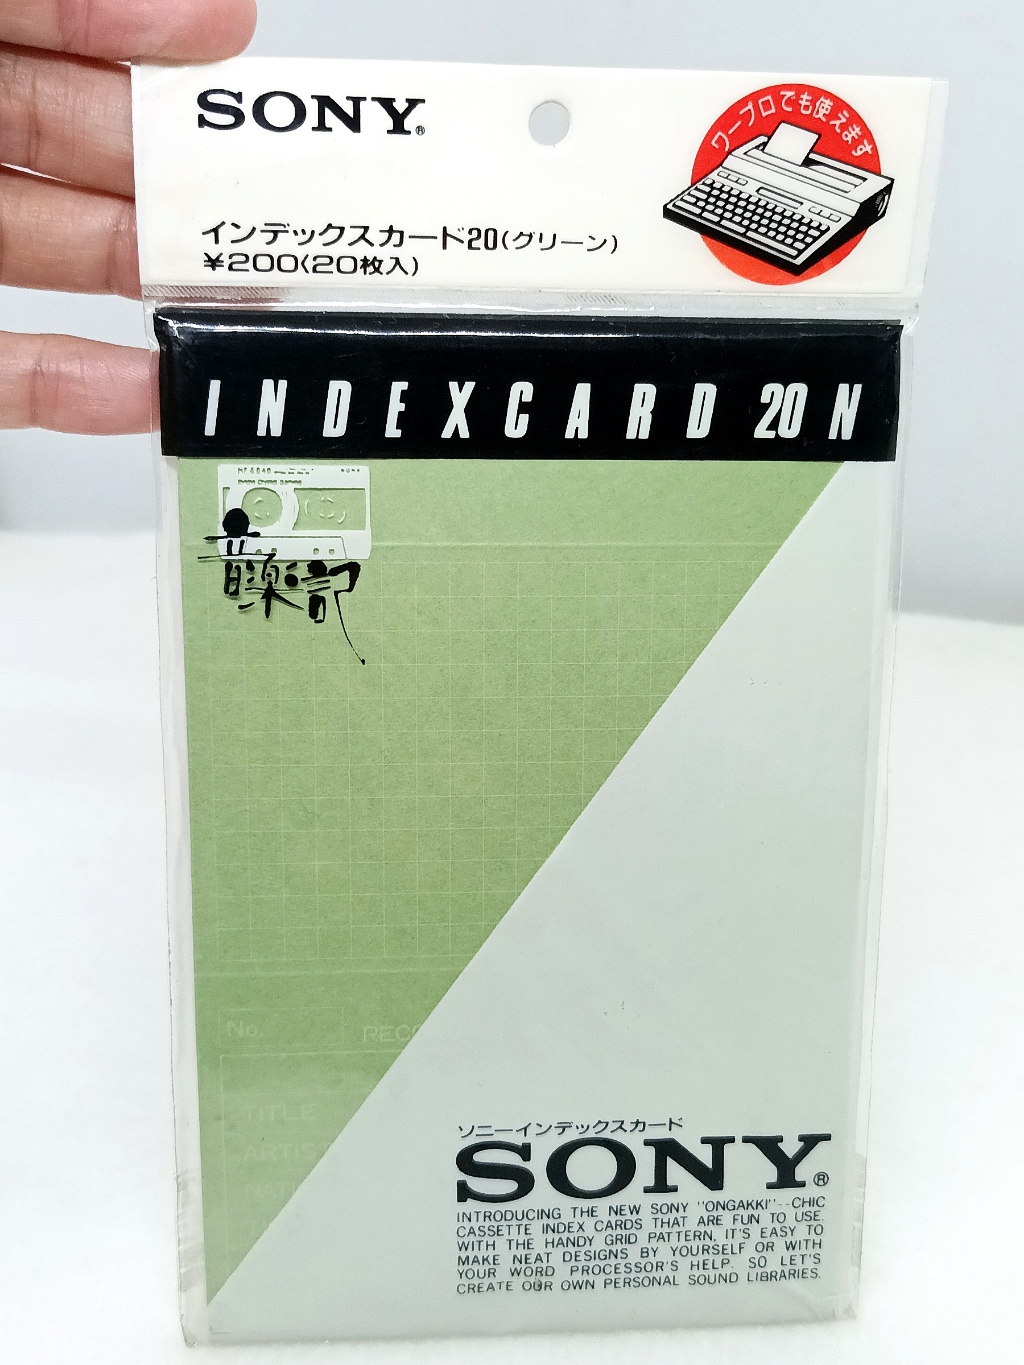 SONY®
ワープロでも使えます
インデックスカード20(グリーン)
¥200(20枚入)
INDEXCARD 20N
SONY
音楽記
No.
TITLE
ソニーインデックスカード
SONY®
INTRODUCING THE NEW SONY "ONGAKKI"--CHIC
CASSETTE INDEX CARDS THAT ARE FUN TO USE.
WITH THE HANDY GRID PATTERN, IT'S EASY TO
MAKE NEAT DESIGNS BY YOURSELF OR WITH
YOUR WORD PROCESSOR'S HELP. SO LET'S
CREATE OUR OWN PERSONAL SOUND LIBRARIES.